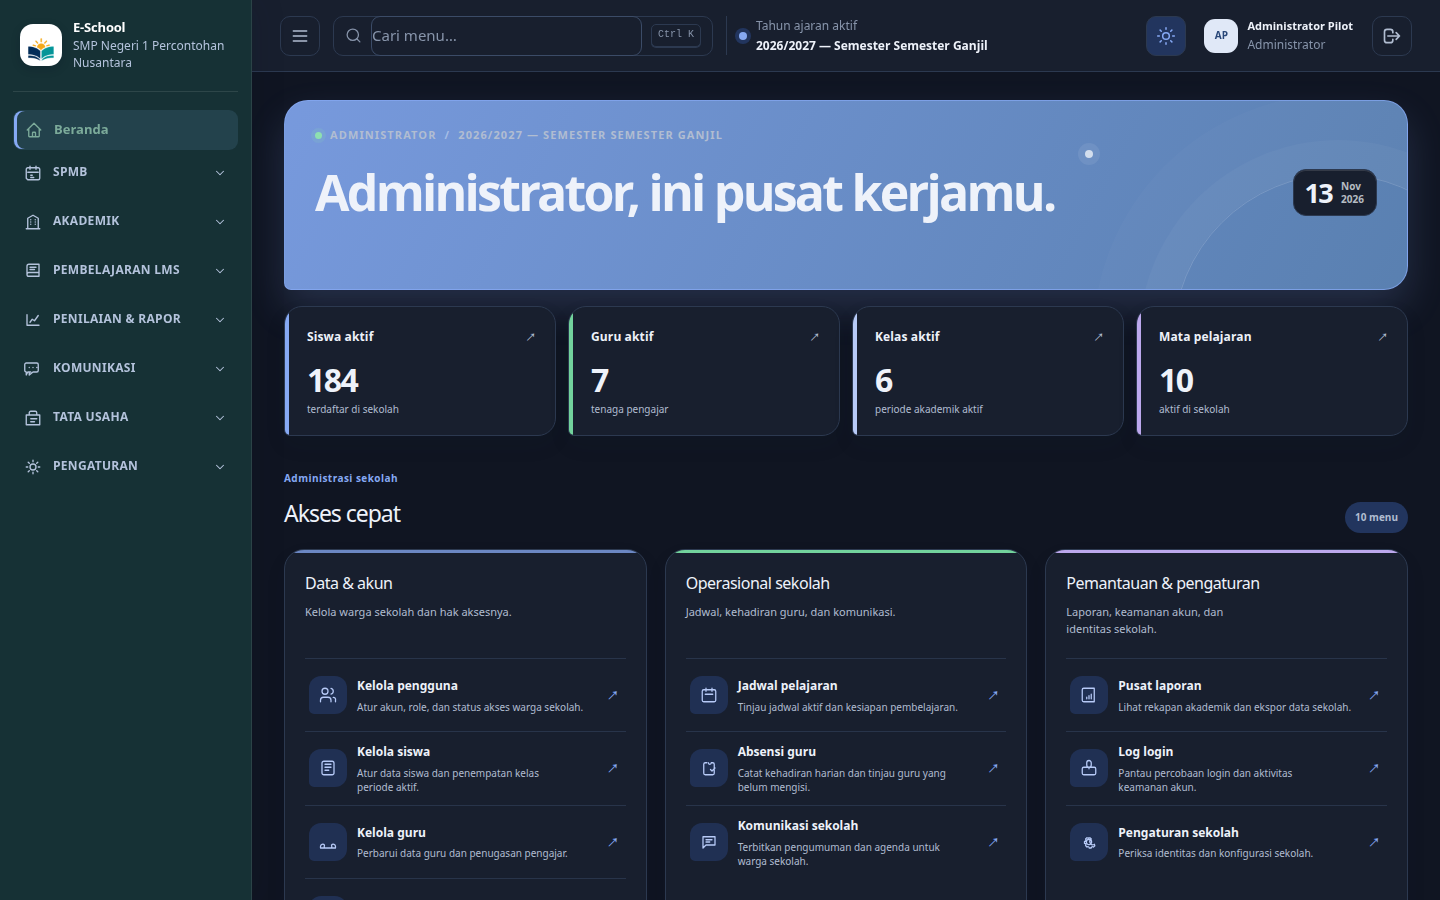 E-School
SMP Negeri 1 Percontohan
Nusantara
Beranda
SPMB
AKADEMIK
PEMBELAJARAN LMS
PENILAIAN & RAPOR
KOMUNIKASI
TATA USAHA
PENGATURAN
Cari menu...
Ctrl K
Tahun ajaran aktif
2026/2027 — Semester Semester Ganjil
AP
Administrator Pilot
Administrator
ADMINISTRATOR / 2026/2027 — SEMESTER SEMESTER GANJIL
Administrator, ini pusat kerjamu.
13
Nov
2026
Siswa aktif
184
terdaftar di sekolah
Guru aktif
7
tenaga pengajar
Kelas aktif
6
periode akademik aktif
Mata pelajaran
10
aktif di sekolah
Administrasi sekolah
Akses cepat
10 menu
Data & akun
Kelola warga sekolah dan hak aksesnya.
Kelola pengguna
Atur akun, role, dan status akses warga sekolah.
Kelola siswa
Atur data siswa dan penempatan kelas
periode aktif.
Kelola guru
Perbarui data guru dan penugasan pengajar.
Operasional sekolah
Jadwal, kehadiran guru, dan komunikasi.
Jadwal pelajaran
Tinjau jadwal aktif dan kesiapan pembelajaran.
Absensi guru
Catat kehadiran harian dan tinjau guru yang
belum mengisi.
Komunikasi sekolah
Terbitkan pengumuman dan agenda untuk
warga sekolah.
Pemantauan & pengaturan
Laporan, keamanan akun, dan
identitas sekolah.
Pusat laporan
Lihat rekapan akademik dan ekspor data sekolah.
Log login
Pantau percobaan login dan aktivitas
keamanan akun.
Pengaturan sekolah
Periksa identitas dan konfigurasi sekolah.